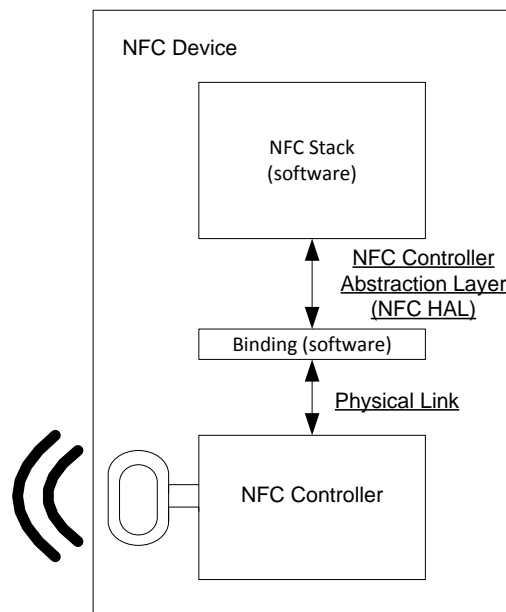 NFC Device
NFC Stack
(software)
NFC Controller
Abstraction Layer
(NFC HAL)
Binding (software)
Physical Link
NFC Controller